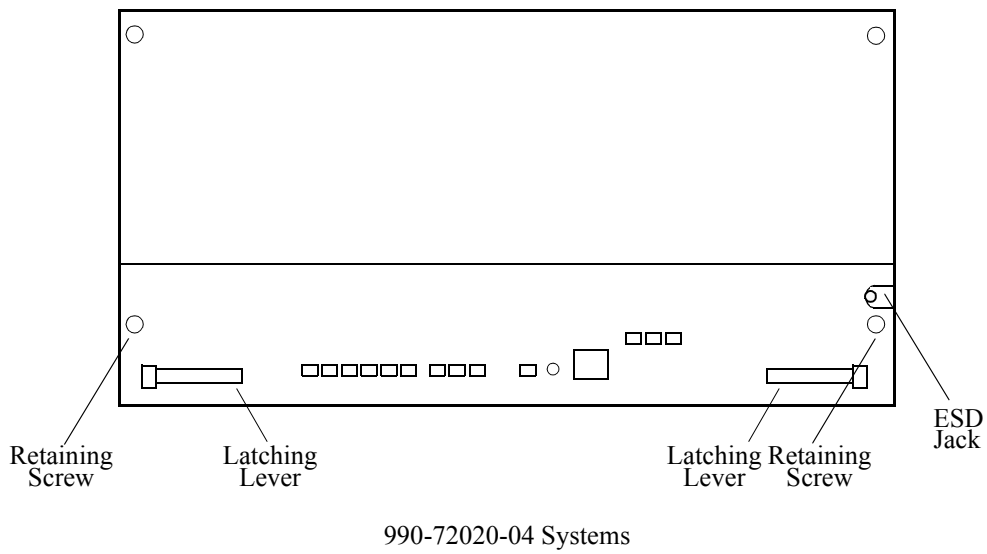 ESD
Jack
Retaining
Screw
Latching
Lever
Latching
Lever
Retaining
Screw
990-72020-04 Systems